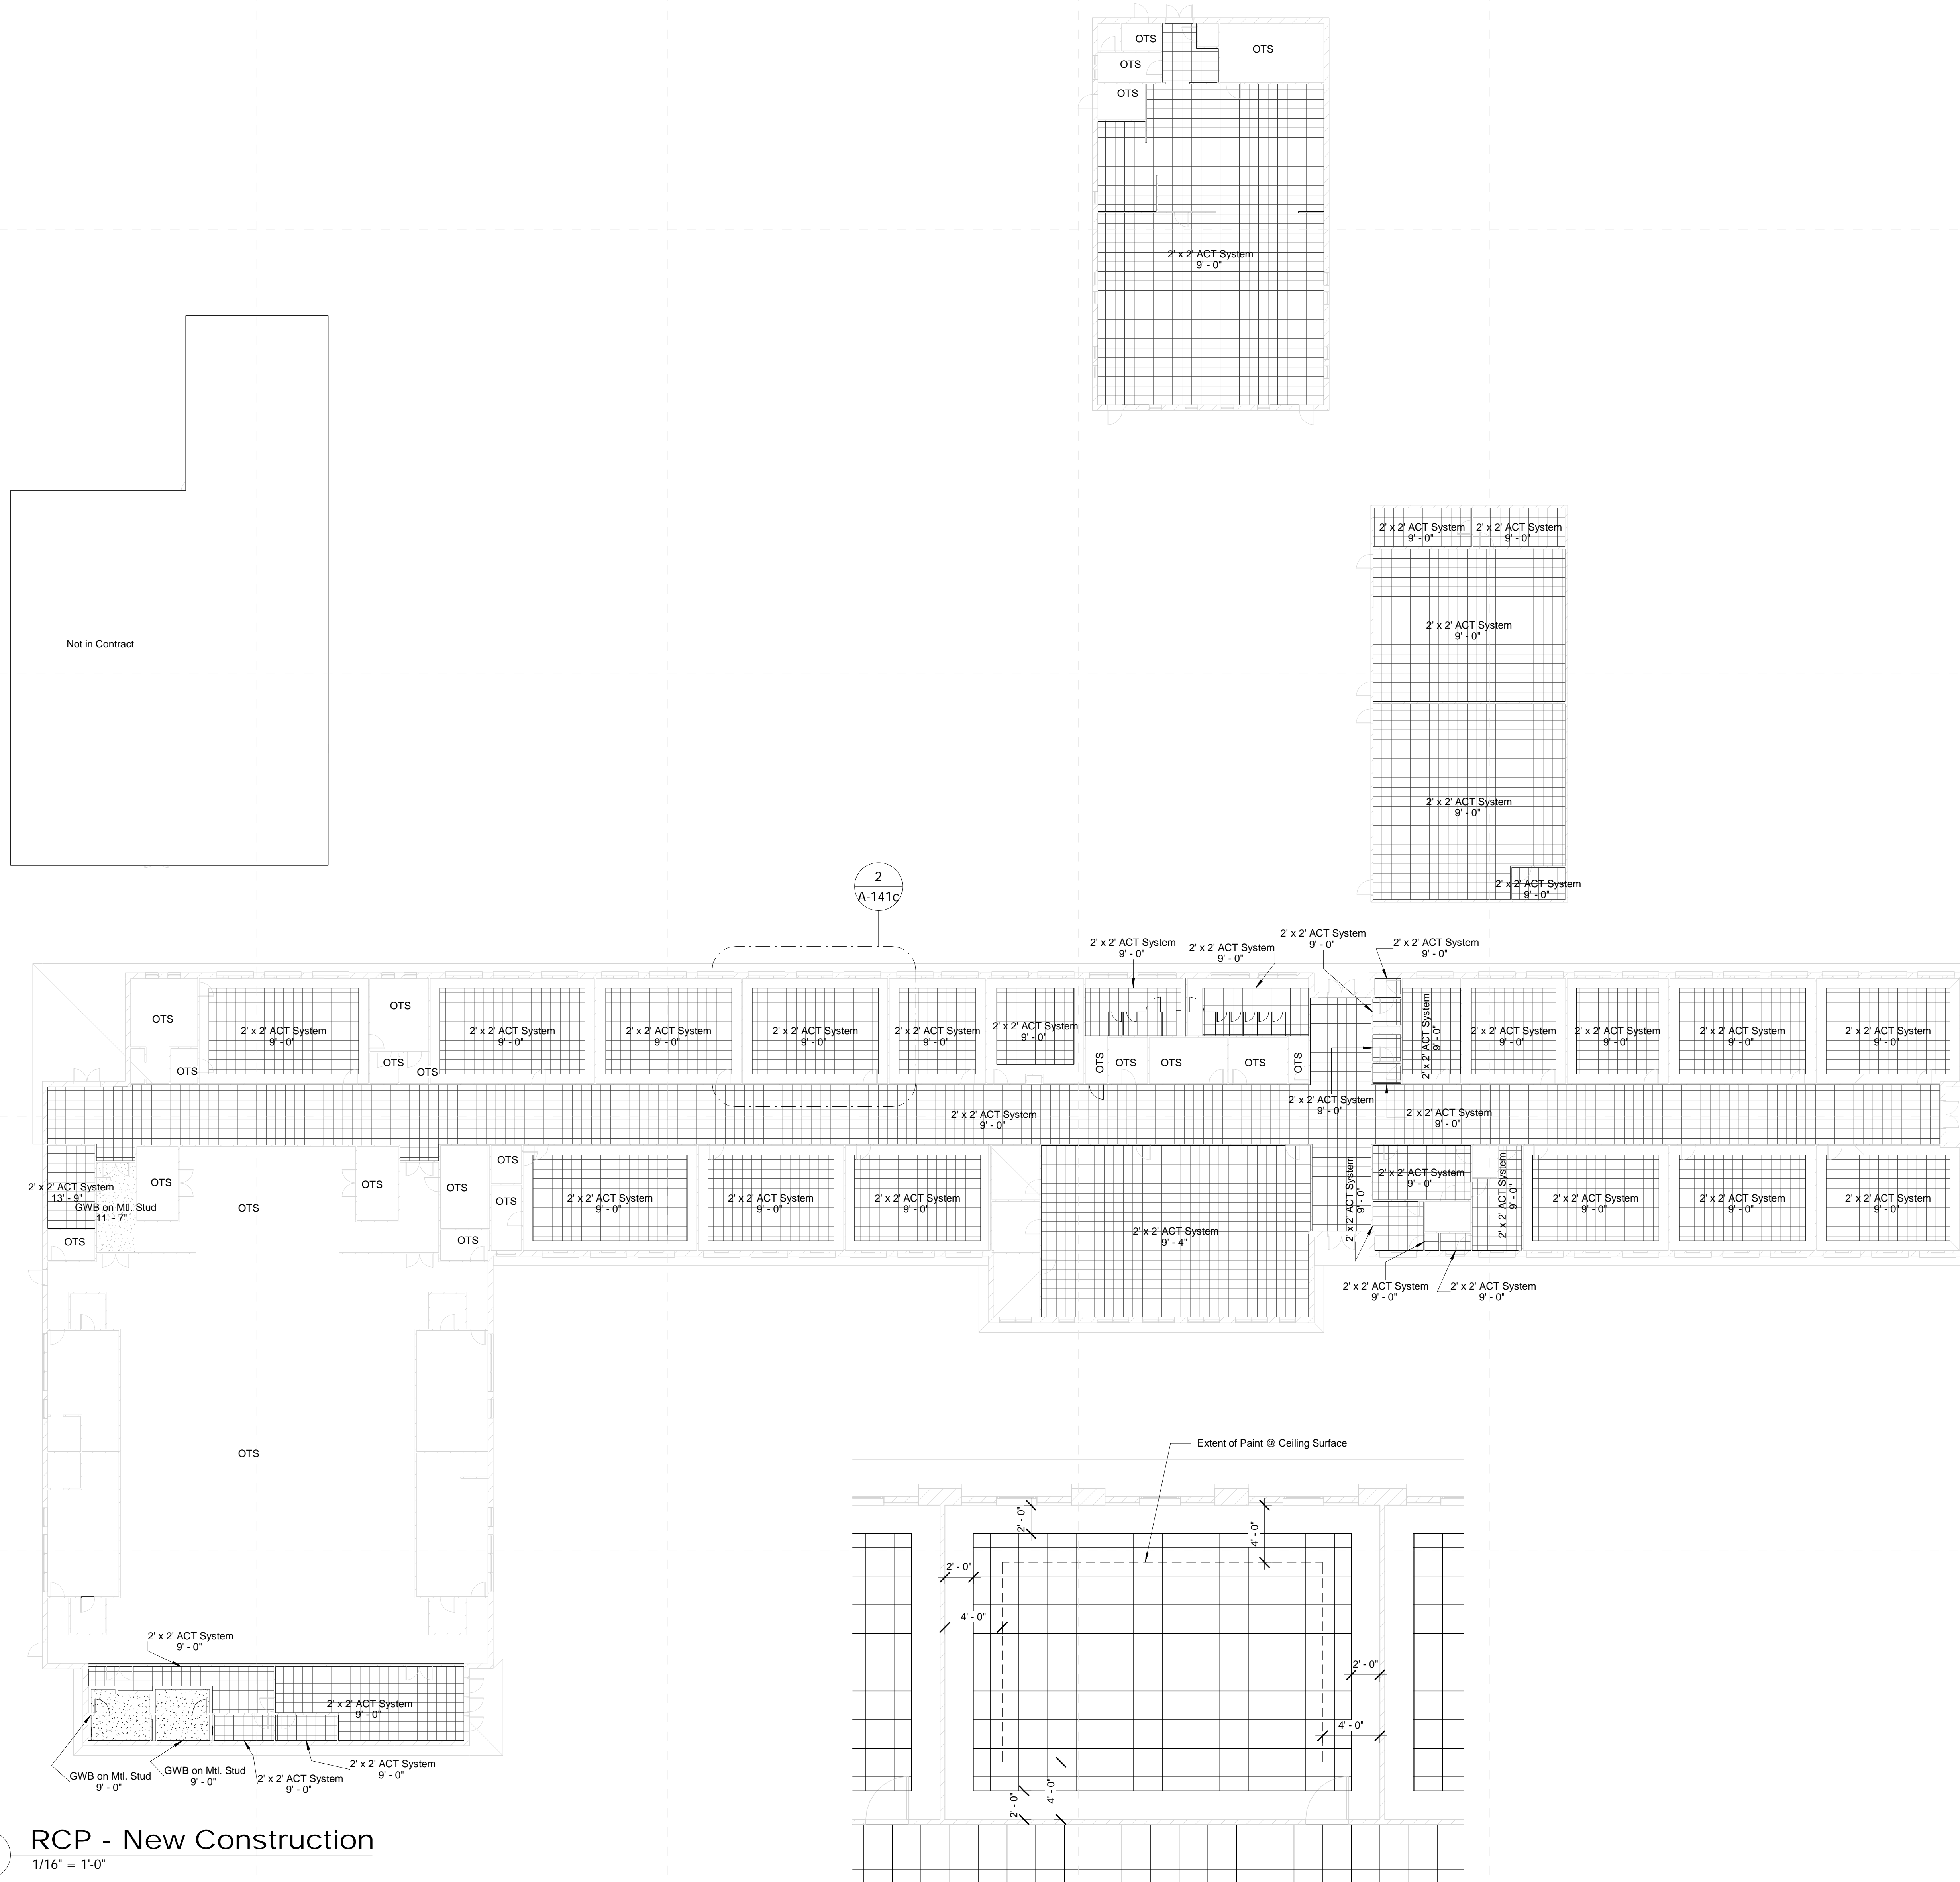 OTS
OTS
OTS
OTS
2' x 2' ACT System
9' - 0"
Not in Contract
2' x 2' ACT System
9' - 0"
2' x 2' ACT System
9' - 0"
2' x 2' ACT System
9' - 0"
2' x 2' ACT System
9' - 0"
2' x 2' ACT System
9' - 0"
2
A-141c
2' x 2' ACT System
9' - 0"
2' x 2' ACT System
9' - 0"
2' x 2' ACT System
9' - 0"
2' x 2' ACT System
9' - 0"
OTS
OTS
2' x 2' ACT System
9' - 0"
OTS
OTS
OTS
2' x 2' ACT System
9' - 0"
2' x 2' ACT System
9' - 0"
2' x 2' ACT System
9' - 0"
2' x 2' ACT System
9' - 0"
2' x 2' ACT System
9' - 0"
OTS
OTS
OTS
OTS
OTS
2' x 2' ACT System
9' - 0"
2' x 2' ACT System
9' - 0"
2' x 2' ACT System
9' - 0"
2' x 2' ACT System
9' - 0"
2' x 2' ACT System
9' - 0"
2' x 2' ACT System
9' - 0"
2' x 2' ACT System
9' - 0"
2' x 2' ACT System
9' - 0"
2' x 2' ACT System
13' - 9"
GWB on Mtl. Stud
11' - 7"
OTS
OTS
OTS
OTS
OTS
OTS
OTS
OTS
2' x 2' ACT System
9' - 0"
2' x 2' ACT System
9' - 0"
2' x 2' ACT System
9' - 0"
2' x 2' ACT System
9' - 4"
2' x 2' ACT System
9' - 0"
2' x 2' ACT System
9' - 0"
2' x 2' ACT System
9' - 0"
2' x 2' ACT System
9' - 0"
2' x 2' ACT System
9' - 0"
2' x 2' ACT System
9' - 0"
2' x 2' ACT System
9' - 0"
2' x 2' ACT System
9' - 0"
OTS
Extent of Paint @ Ceiling Surface
2' - 0"
4' - 0"
2' - 0"
4' - 0"
2' - 0"
4' - 0"
2' - 0"
4' - 0"
2' x 2' ACT System
9' - 0"
2' x 2' ACT System
9' - 0"
GWB on Mtl. Stud
9' - 0"
GWB on Mtl. Stud
9' - 0"
2' x 2' ACT System
9' - 0"
2' x 2' ACT System
9' - 0"
RCP - New Construction
1/16" = 1'-0"